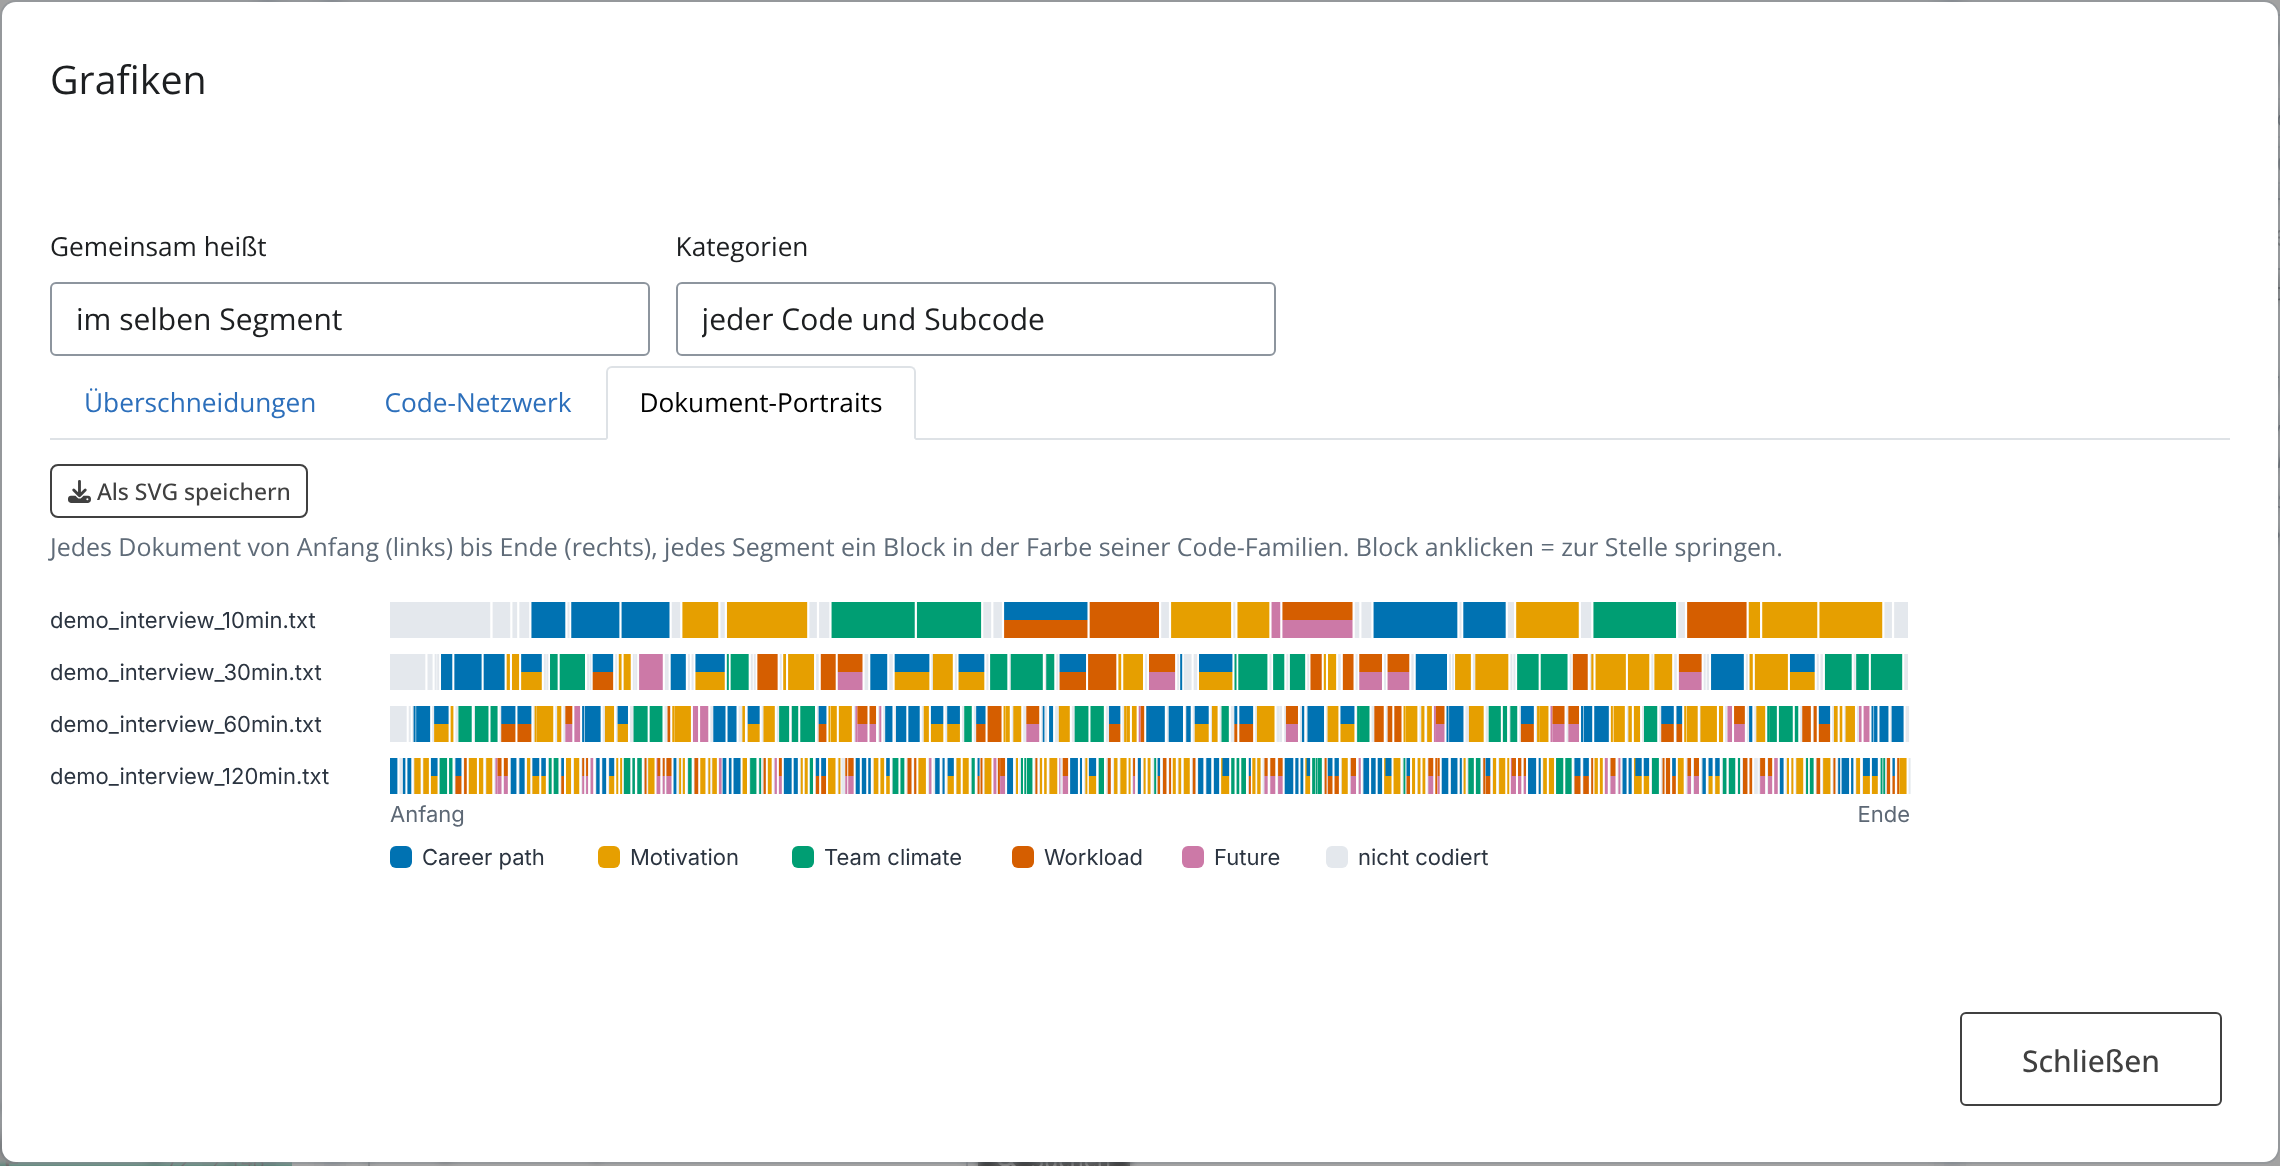 Grafiken
Gemeinsam heißt
Kategorien
im selben Segment
jeder Code und Subcode
Überschneidungen
Code-Netzwerk
Dokument-Portraits
Als SVG speichern
Jedes Dokument von Anfang (links) bis Ende (rechts), jedes Segment ein Block in der Farbe seiner Code-Familien. Block anklicken = zur Stelle springen.
demo_interview_10min.txt
demo_interview_30min.txt
demo_interview_60min.txt
demo_interview_120min.txt
Anfang
Ende
Career path
Motivation
Team climate
Workload
Future
nicht codiert
Schließen